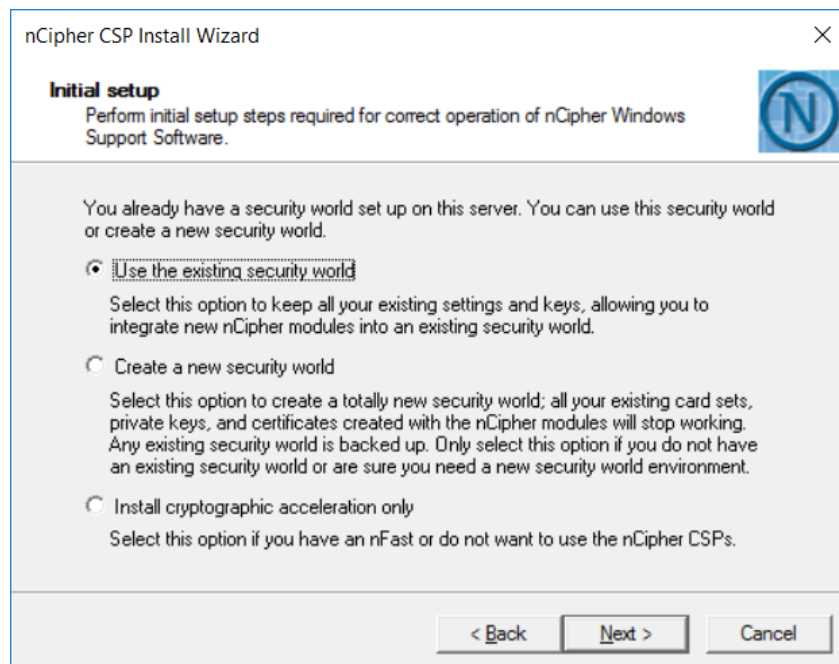 nCipher CSP Install Wizard
Initial setup
Perform initial setup steps required for correct operation of nCipher Windows
Support Software.
N
You already have a security world set up on this server. You can use this security world
or create a new security world.
Use the existing security world
Select this option to keep all your existing settings and keys, allowing you to
integrate new nCipher modules into an existing security world.
Create a new security world
Select this option to create a totally new security world; all your existing card sets,
private keys, and certificates created with the nCipher modules will stop working.
Any existing security world is backed up. Only select this option if you do not have
an existing security world or are sure you need a new security world environment.
Install cryptographic acceleration only
Select this option if you have an nFast or do not want to use the nCipher CSPs.
< Back Next > Cancel